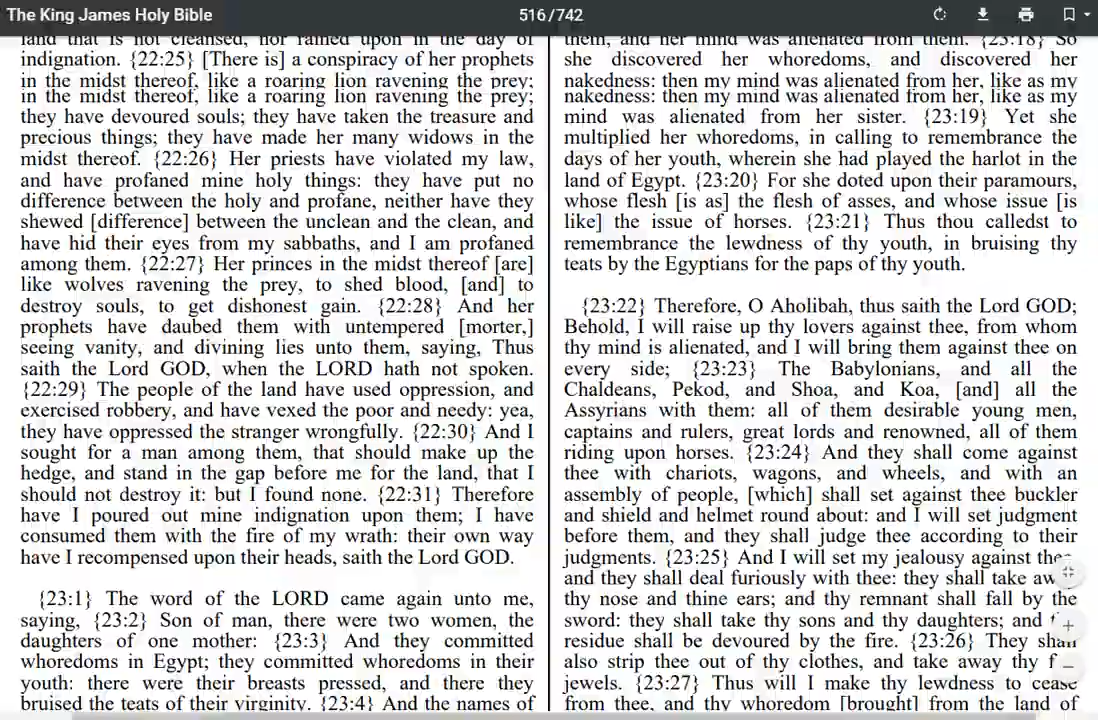 The King James Holy Bible
516/742
land that is not cleansed, nor rained upon in the day of
indignation. {22:25} [There is] a conspiracy of her prophets
in the midst thereof, like a roaring lion ravening the prey;
in the midst thereof, like a roaring lion ravening the prey;
they have devoured souls; they have taken the treasure and
precious things; they have made her many widows in the
midst thereof. {22:26} Her priests have violated my law,
and have profaned mine holy things: they have put no
difference between the holy and profane, neither have they
shewed [difference] between the unclean and the clean, and
have hid their eyes from my sabbaths, and I am profaned
among them. {22:27} Her princes in the midst thereof [are]
like wolves ravening the prey, to shed blood, [and] to
destroy souls, to get dishonest gain. {22:28} And her
prophets have daubed them with untempered [morter,]
seeing vanity, and divining lies unto them, saying, Thus
saith the Lord GOD, when the LORD hath not spoken.
{22:29} The people of the land have used oppression, and
exercised robbery, and have vexed the poor and needy: yea,
they have oppressed the stranger wrongfully. {22:30} And I
sought for a man among them, that should make up the
hedge, and stand in the gap before me for the land, that I
should not destroy it: but I found none. {22:31} Therefore
have I poured out mine indignation upon them; I have
consumed them with the fire of my wrath: their own way
have I recompensed upon their heads, saith the Lord GOD.
{23:1} The word of the LORD came again unto me,
saying, {23:2} Son of man, there were two women, the
daughters of one mother: {23:3} And they committed
whoredoms in Egypt; they committed whoredoms in their
youth: there were their breasts pressed, and there they
bruised the teats of their virginity. {23:4} And the names of
them, and her mind was alienated from them. {23:18} So
she discovered her whoredoms, and discovered her
nakedness: then my mind was alienated from her, like as my
nakedness: then my mind was alienated from her, like as my
mind was alienated from her sister. {23:19} Yet she
multiplied her whoredoms, in calling to remembrance the
days of her youth, wherein she had played the harlot in the
land of Egypt. {23:20} For she doted upon their paramours,
whose flesh [is as] the flesh of asses, and whose issue [is
like] the issue of horses. {23:21} Thus thou calledst to
remembrance the lewdness of thy youth, in bruising thy
teats by the Egyptians for the paps of thy youth.
{23:22} Therefore, O Aholibah, thus saith the Lord GOD;
Behold, I will raise up thy lovers against thee, from whom
thy mind is alienated, and I will bring them against thee on
every side; {23:23} The Babylonians, and all the
Chaldeans, Pekod, and Shoa, and Koa, [and] all the
Assyrians with them: all of them desirable young men,
captains and rulers, great lords and renowned, all of them
riding upon horses. {23:24} And they shall come against
thee with chariots, wagons, and wheels, and with an
assembly of people, [which] shall set against thee buckler
and shield and helmet round about: and I will set judgment
before them, and they shall judge thee according to their
judgments. {23:25} And I will set my jealousy against thee
and they shall deal furiously with thee: they shall take aw
thy nose and thine ears; and thy remnant shall fall by the
sword: they shall take thy sons and thy daughters; and
residue shall be devoured by the fire. {23:26} They shall
also strip thee out of thy clothes, and take away thy f
jewels. {23:27} Thus will I make thy lewdness to cease
from thee, and thy whoredom [brought] from the land of